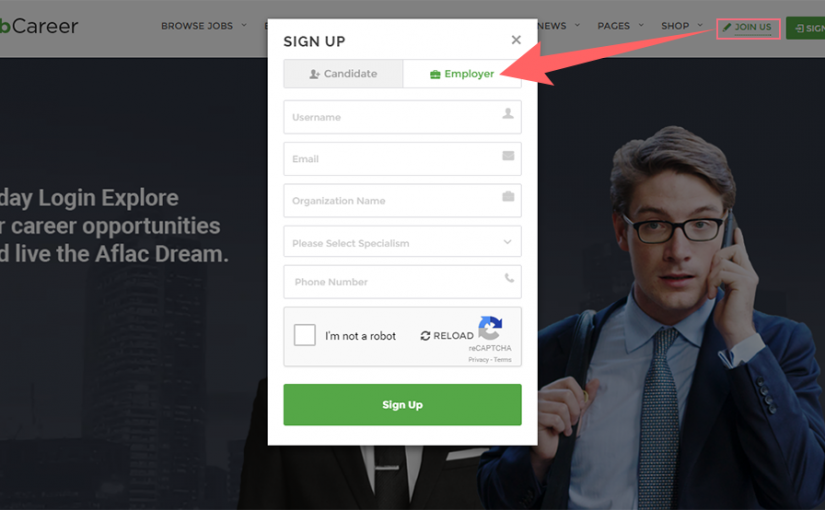 bCareer
BROWSE JOBS
NEWS
PAGES
SHOP
JOIN US
SIGN
SIGN UP
Candidate
Employer
Username
Email
Organization Name
Please Select Specialism
Phone Number
I'm not a robot
RELOAD
reCAPTCHA
Privacy - Terms
Sign Up
day Login Explore
r career opportunities
d live the Aflac Dream.